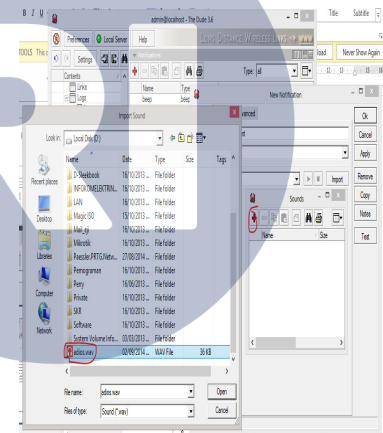 B I U
Title
Subtitle
admin@localhost - The Dude 3.6
Preferences
Local Server
Help
TOOLS
This c
Settings
Notifications
load
Never Show Again
Contents
Links
Logs
Type: all
Name
Type
beep
beep
New Notification
Import Sound
vanced
Ok
Cancel
Apply
Remove
Copy
Notes
Test
Import
Sounds
Name
Size
Look in:
Local Disk (D:)
Name
Date
Type
Size
Tags
D-Sleekbook
16/10/2013 ...
File folder
INFOKOMELEKTRIN...
16/10/2013 ...
File folder
LAN
16/10/2013 ...
File folder
Magic ISO
15/10/2013 ...
File folder
16/10/2013 ...
File folder
Mikrotik
16/10/2013 ...
File folder
Paessler.PRTG.Netw...
27/08/2014 ...
File folder
Pemograman
16/10/2013 ...
File folder
Perry
16/06/2013 ...
File folder
Private
16/10/2013 ...
File folder
SKR
16/10/2013 ...
File folder
Software
16/10/2013 ...
File folder
System Volume Info...
03/03/2013 ...
File folder
adios.wav
02/09/2014 ...
WAV File
36 KB
Recent places
Desktop
Libraries
Computer
Network
File name:
adios.wav
Open
Files of type:
Sound (*.wav)
Cancel